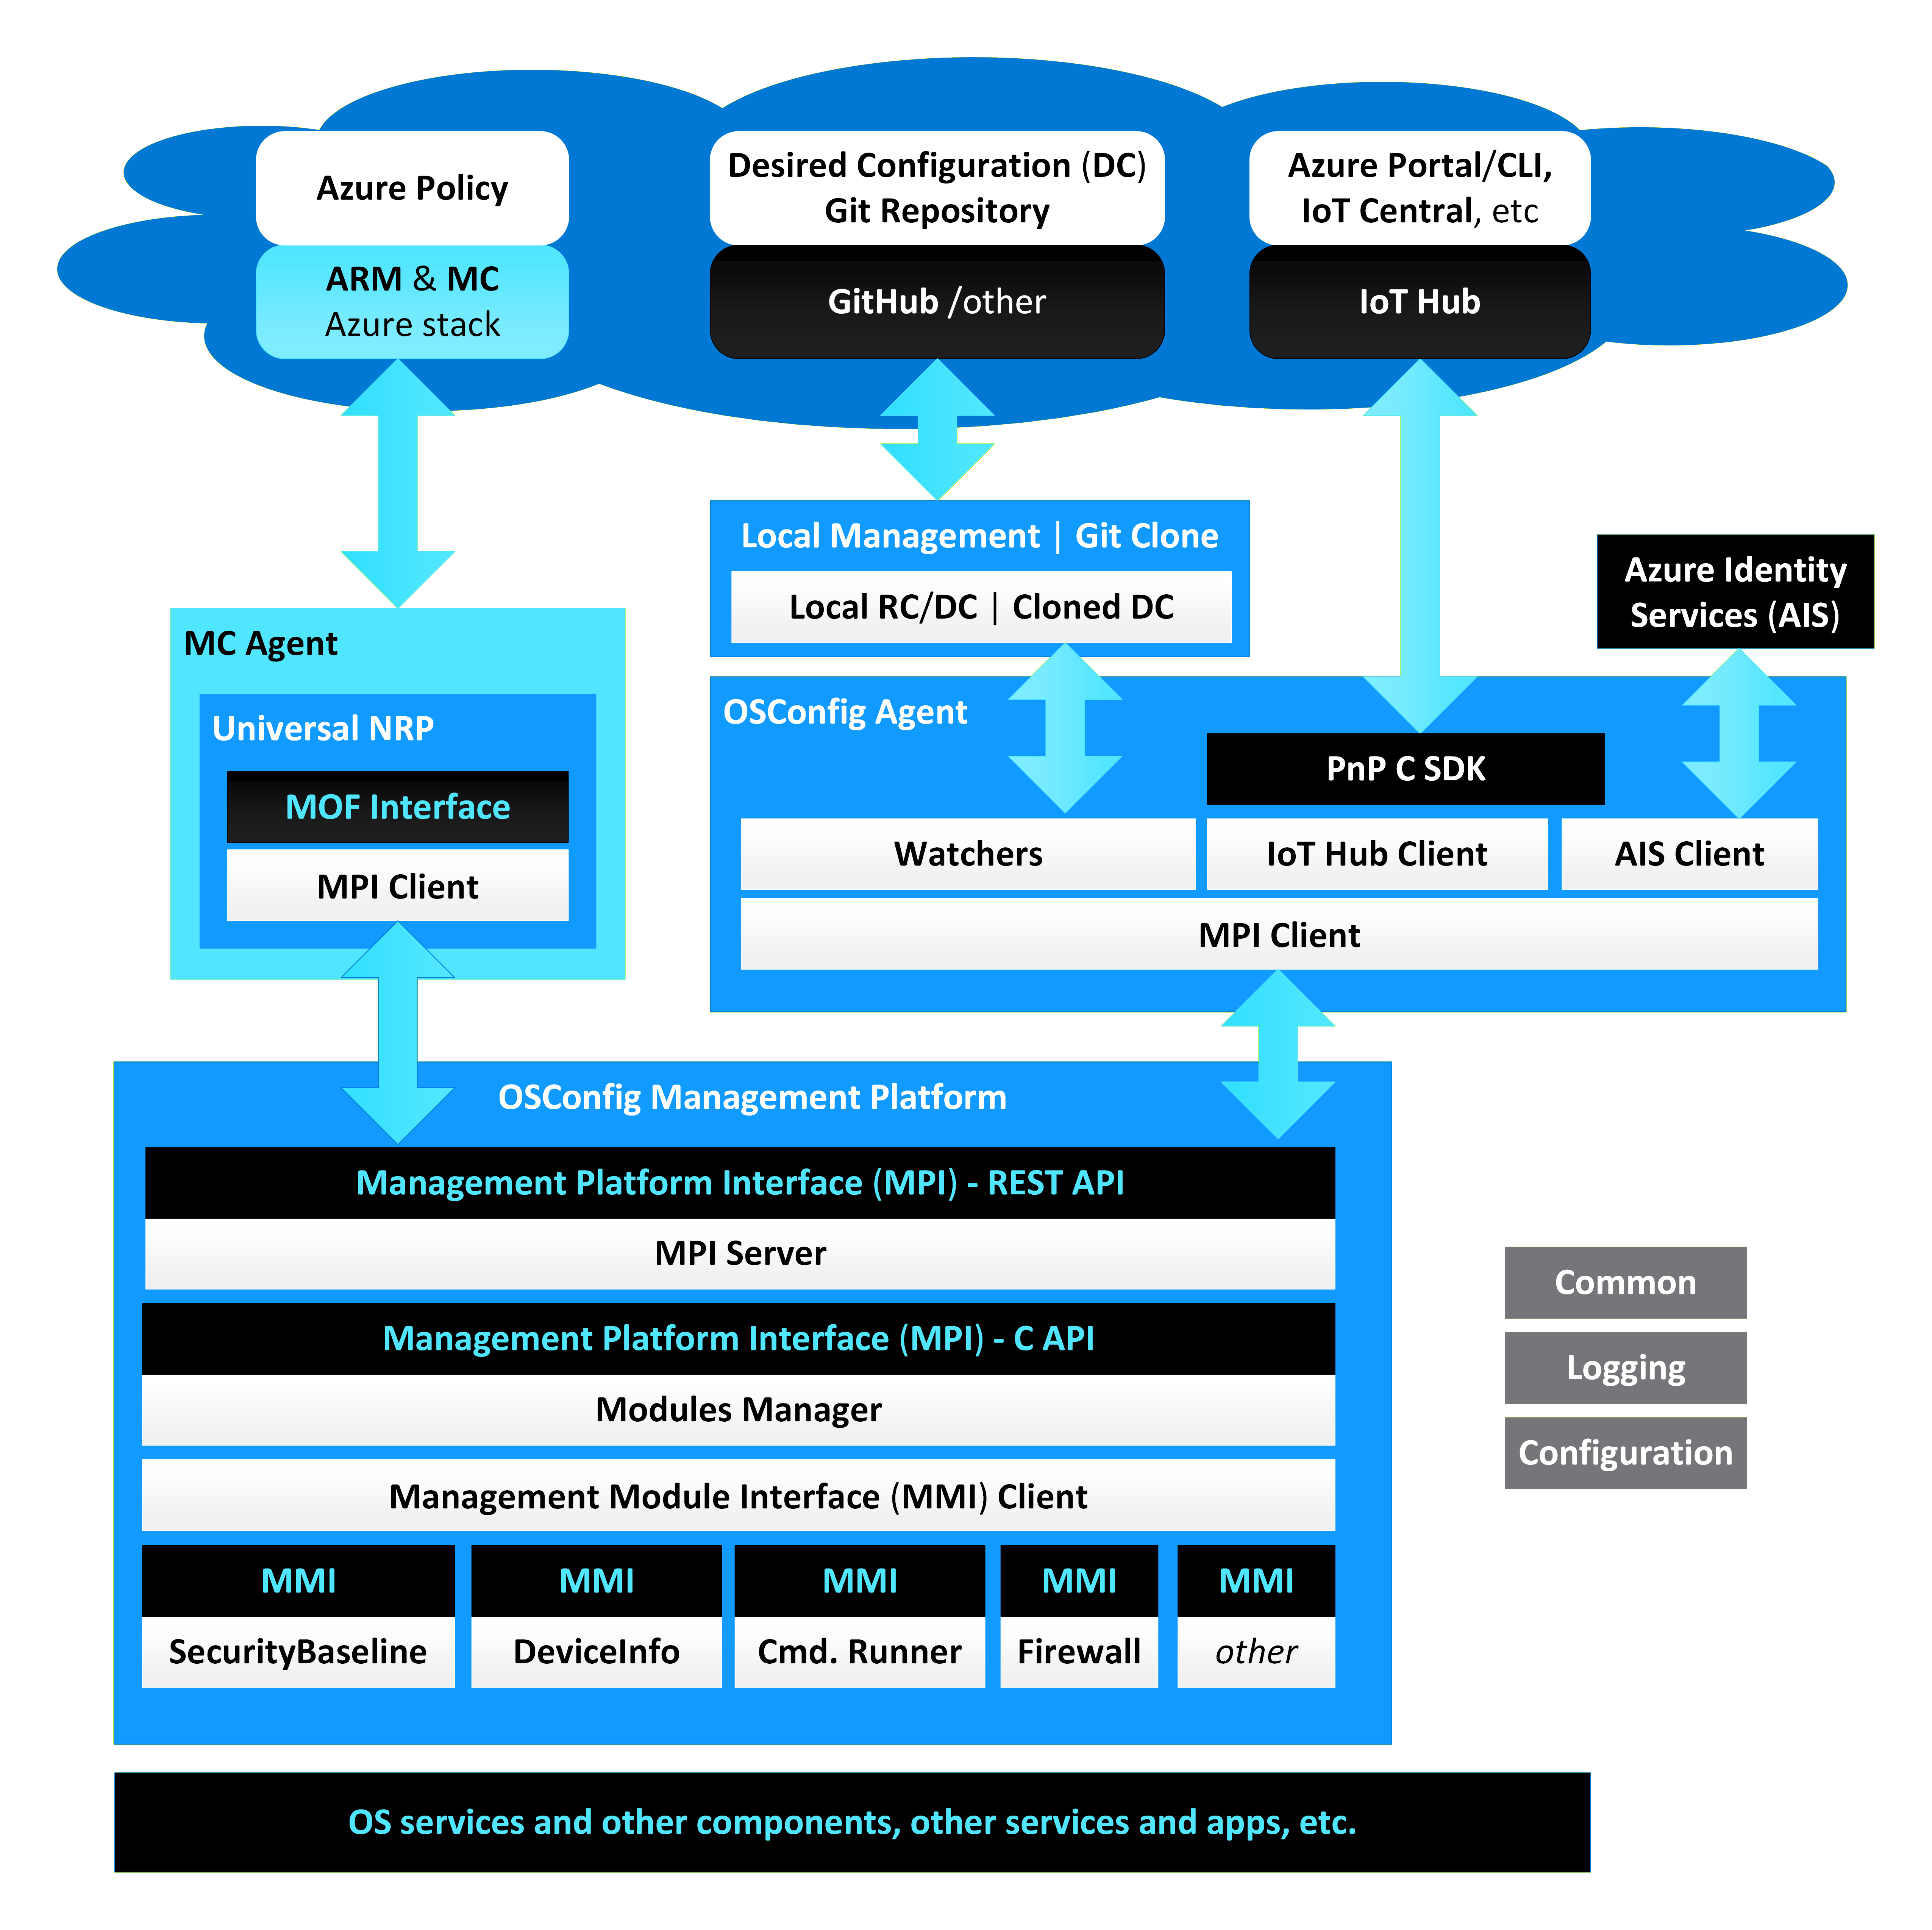 Azure Policy
ARM & MC
Azure stack
Desired Configuration (DC)
Git Repository
GitHub /other
Azure Portal/CLI,
IoT Central, etc
IoT Hub
Local Management | Git Clone
Local RC/DC | Cloned DC
Azure Identity
Services (AIS)
MC Agent
Universal NRP
MOF Interface
MPI Client
OSConfig Agent
PnP C SDK
Watchers
IoT Hub Client
AIS Client
MPI Client
OSConfig Management Platform
Management Platform Interface (MPI) - REST API
MPI Server
Management Platform Interface (MPI) - C API
Modules Manager
Management Module Interface (MMI) Client
MMI
SecurityBaseline
MMI
DeviceInfo
MMI
Cmd. Runner
MMI
Firewall
MMI
other
Common
Logging
Configuration
OS services and other components, other services and apps, etc.